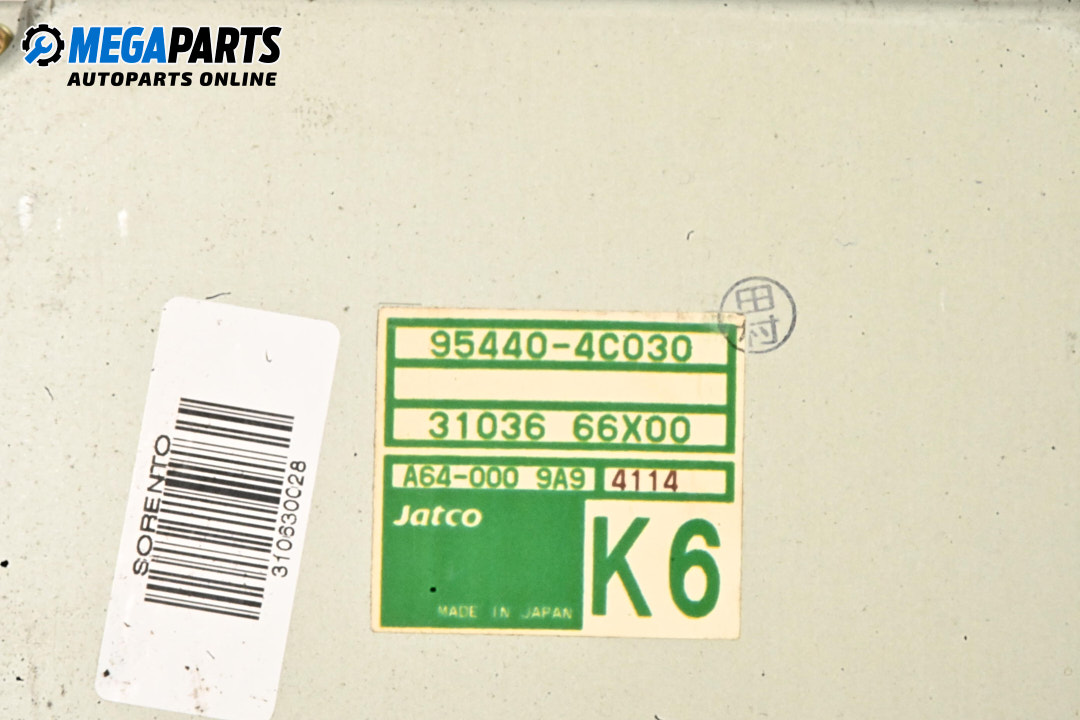 MEGAPARTS
AUTOPARTS ONLINE
田
村
95440-4C030
31036 66X00
A64-000 9A9 4114
Jatco
K6
MADE IN JAPAN
SORENTO
310630028